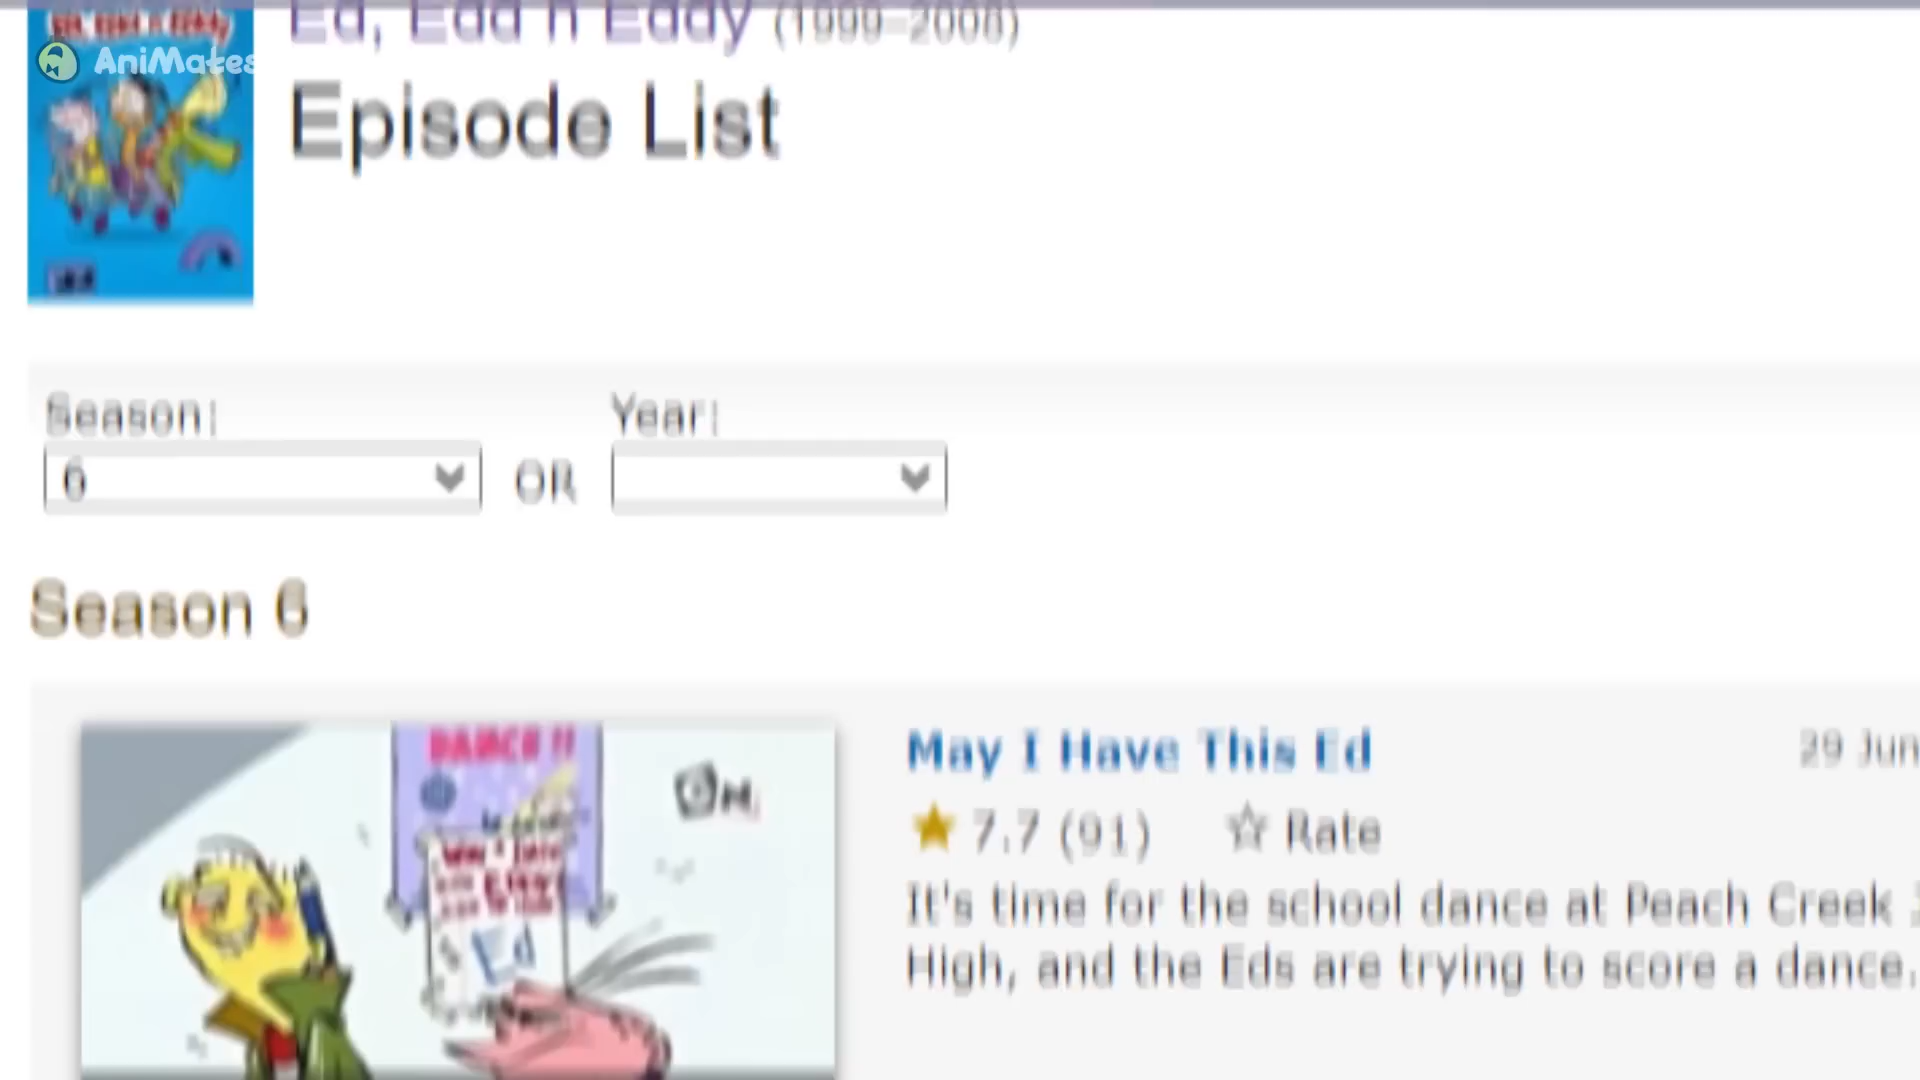 Ed, Edd n Eddy (1999–2008)
AniMates
Episode List
Season:
Year:
6
OR
Season 6
May I Have This Ed
29 Jun
7.7 (91)
Rate
It's time for the school dance at Peach Creek
High, and the Eds are trying to score a dance.
DANCE !!
Ed